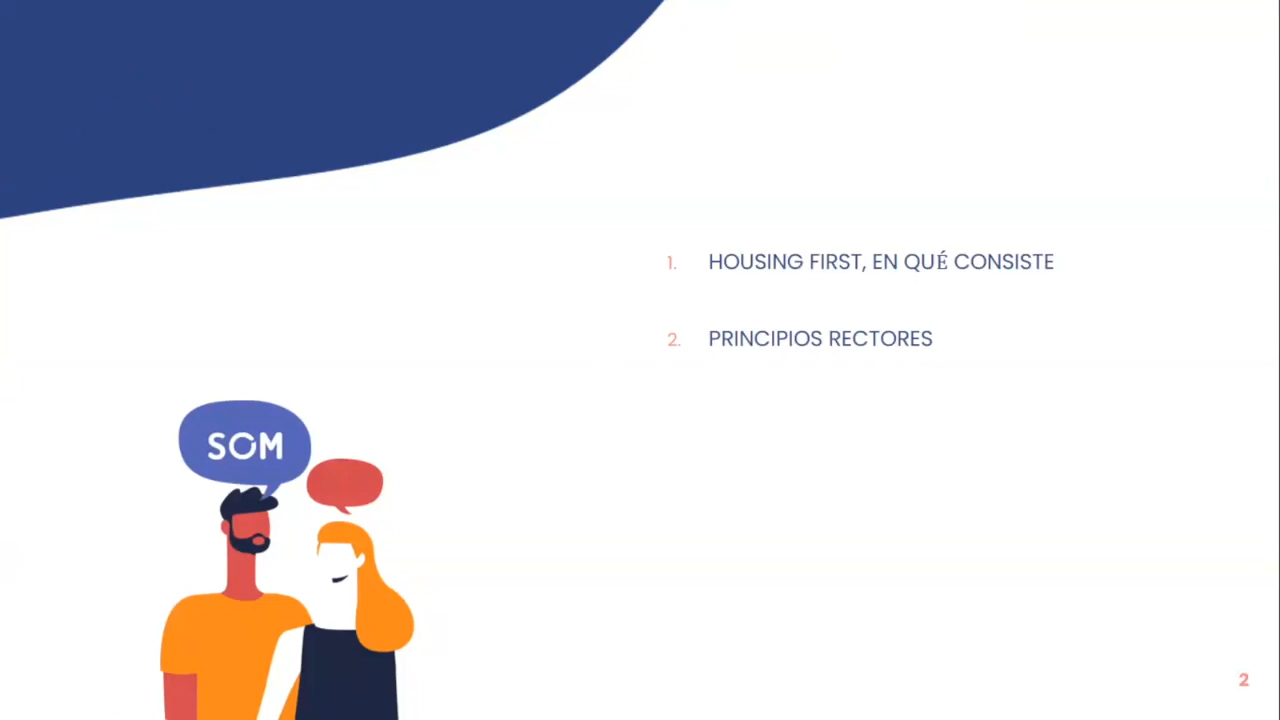 1. HOUSING FIRST, EN QUÉ CONSISTE
2. PRINCIPIOS RECTORES
SOM
2